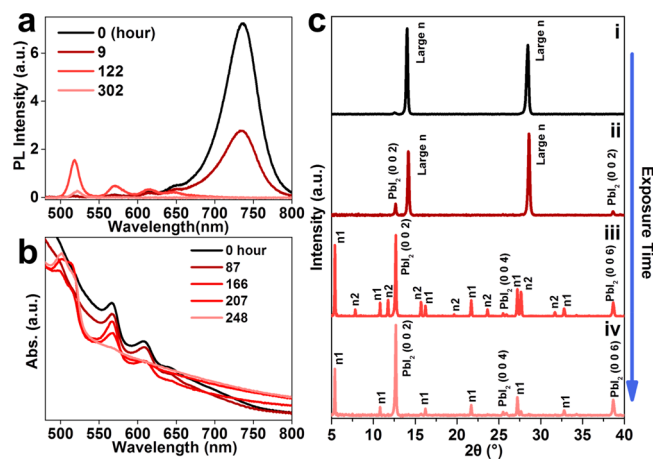 a
PL Intensity (a.u.)
6
4
2
0
0 (hour)
9
122
302
500 550 600 650 700 750 800
Wavelength(nm)
b
Abs. (a.u.)
0 hour
87
166
207
248
500 550 600 650 700 750 800
Wavelength (nm)
c
Intensity (a.u.)
i
Large n
Large n
ii
PbI₂ (0 0 2)
Large n
Large n
PbI₂ (0 0 2)
iii
n1
n2
n1
n2
PbI₂ (0 0 2)
n2
n1
n2
n1
n2
PbI₂ (0 0 4)
n1
n2
n2
n1
PbI₂ (0 0 6)
iv
n1
n1
PbI₂ (0 0 2)
n1
n1
PbI₂ (0 0 4)
n1
n1
PbI₂ (0 0 6)
5 10 15 20 25 30 35 40
2θ (°)
Exposure Time